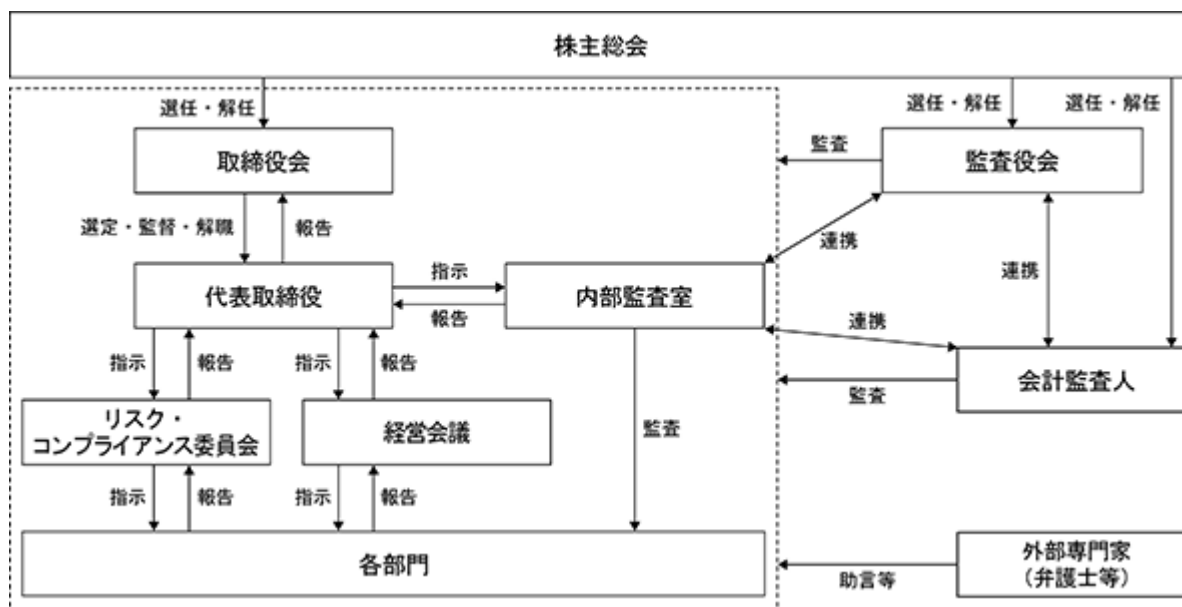 株主総会
選任・解任
選任・解任
選任・解任
取締役会
監査
監査役会
選定・監督・解職
報告
連携
連携
代表取締役
指示
報告
内部監査室
連携
指示
報告
指示
報告
会計監査人
監査
リスク・
コンプライアンス委員会
経営会議
監査
指示
報告
指示
報告
各部門
助言等
外部専門家
（弁護士等）